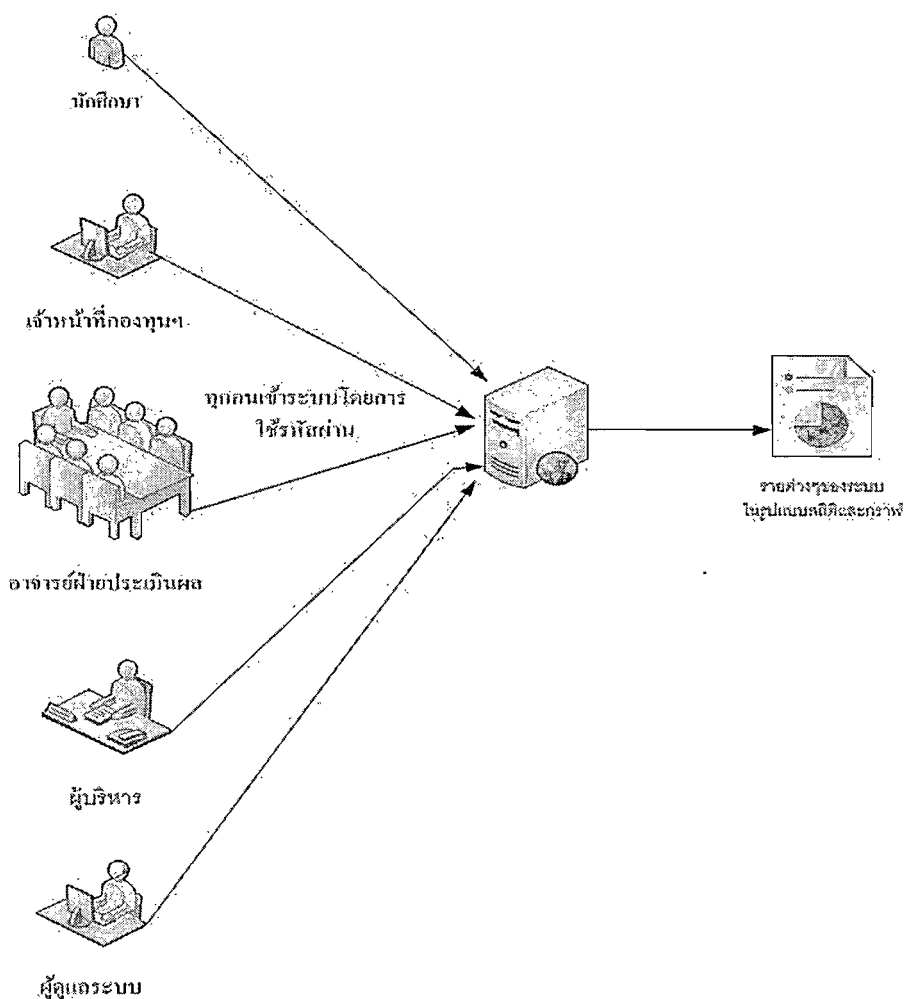 นักศึกษา
เจ้าหน้าที่กองทุนฯ
ทุกคนเข้าระบบโดยการ
ใช้รหัสผ่าน
รายต่างๆของระบบ
ในรูปแบบสถิติและกราฟ
อาจารย์ฝ่ายประเมินผล
ผู้บริหาร
ผู้ดูแลระบบ